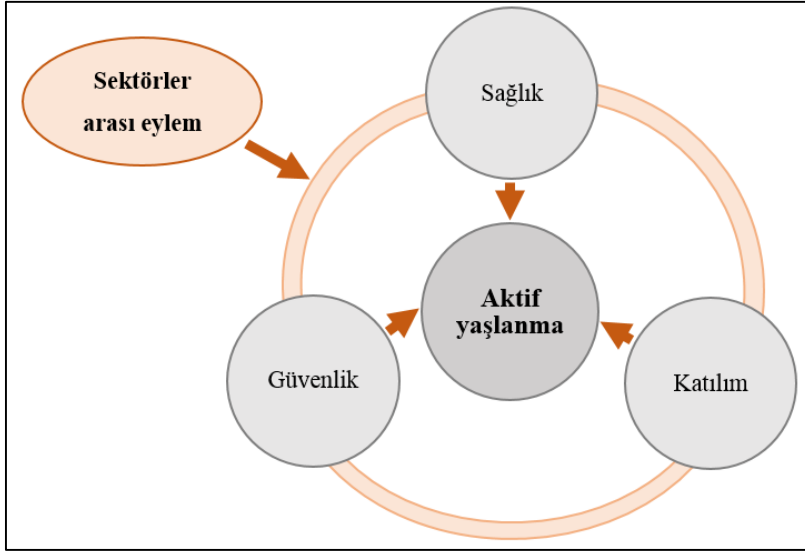 Sektörler
arası eylem
Sağlık
Aktif
yaşlanma
Güvenlik
Katılım